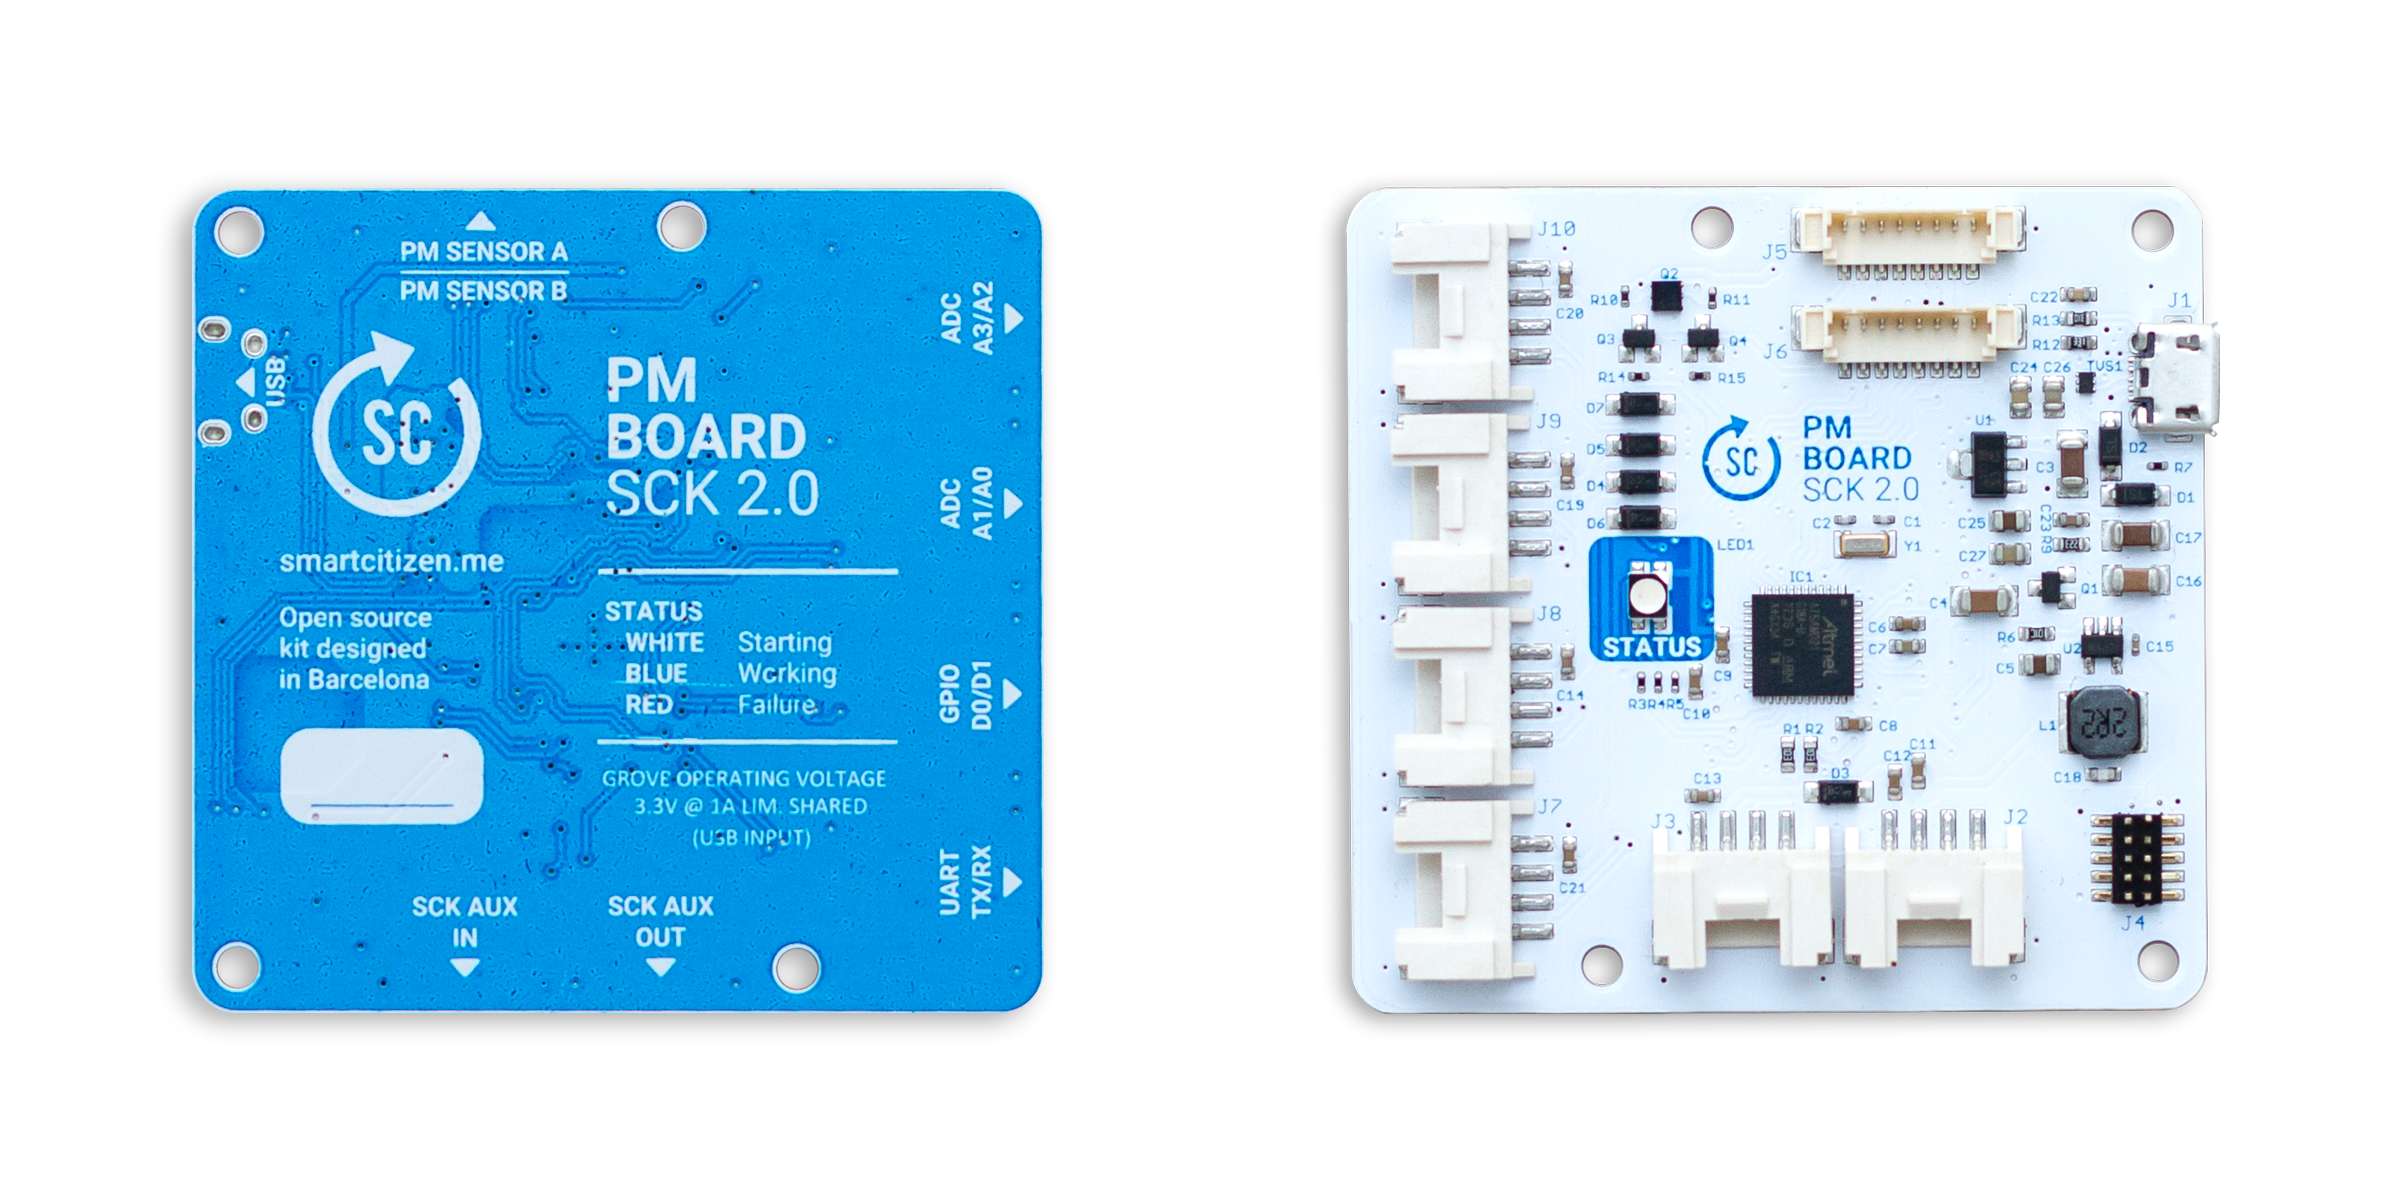 PM SENSOR A
PM SENSOR B
USB
SC
PM
BOARD
SCK 2.0
smartcitizen.me
Open source
kit designed
in Barcelona
STATUS
WHITE Starting
BLUE Working
RED Failure
GROVE OPERATING VOLTAGE
3.3V @ 1A LIM. SHARED
(USB INPUT)
SCK AUX
IN
SCK AUX
OUT
ADC
A3/A2
ADC
A1/A0
GPIO
D0/D1
UART
TX/RX
J10
J5
Q2
R10
R11
C20
Q3
Q4
J6
R14
R15
C22
R13
R12
J1
C24 C26
TVS1
D7
J9
D5
D4
C19
D6
SC
PM
BOARD
SCK 2.0
U1
C3
D2
R7
D1
C2
C1
Y1
C25
C23
R9
C17
C27
LED1
STATUS
IC1
Atmel
C16
Q1
C4
J8
C6
C7
R6
U2
C15
C5
C9
C14
R3R4R5
C10
R1 R2
C8
L1
2R2
C18
C11
C12
D3
C13
J7
C21
J3
J2
J4